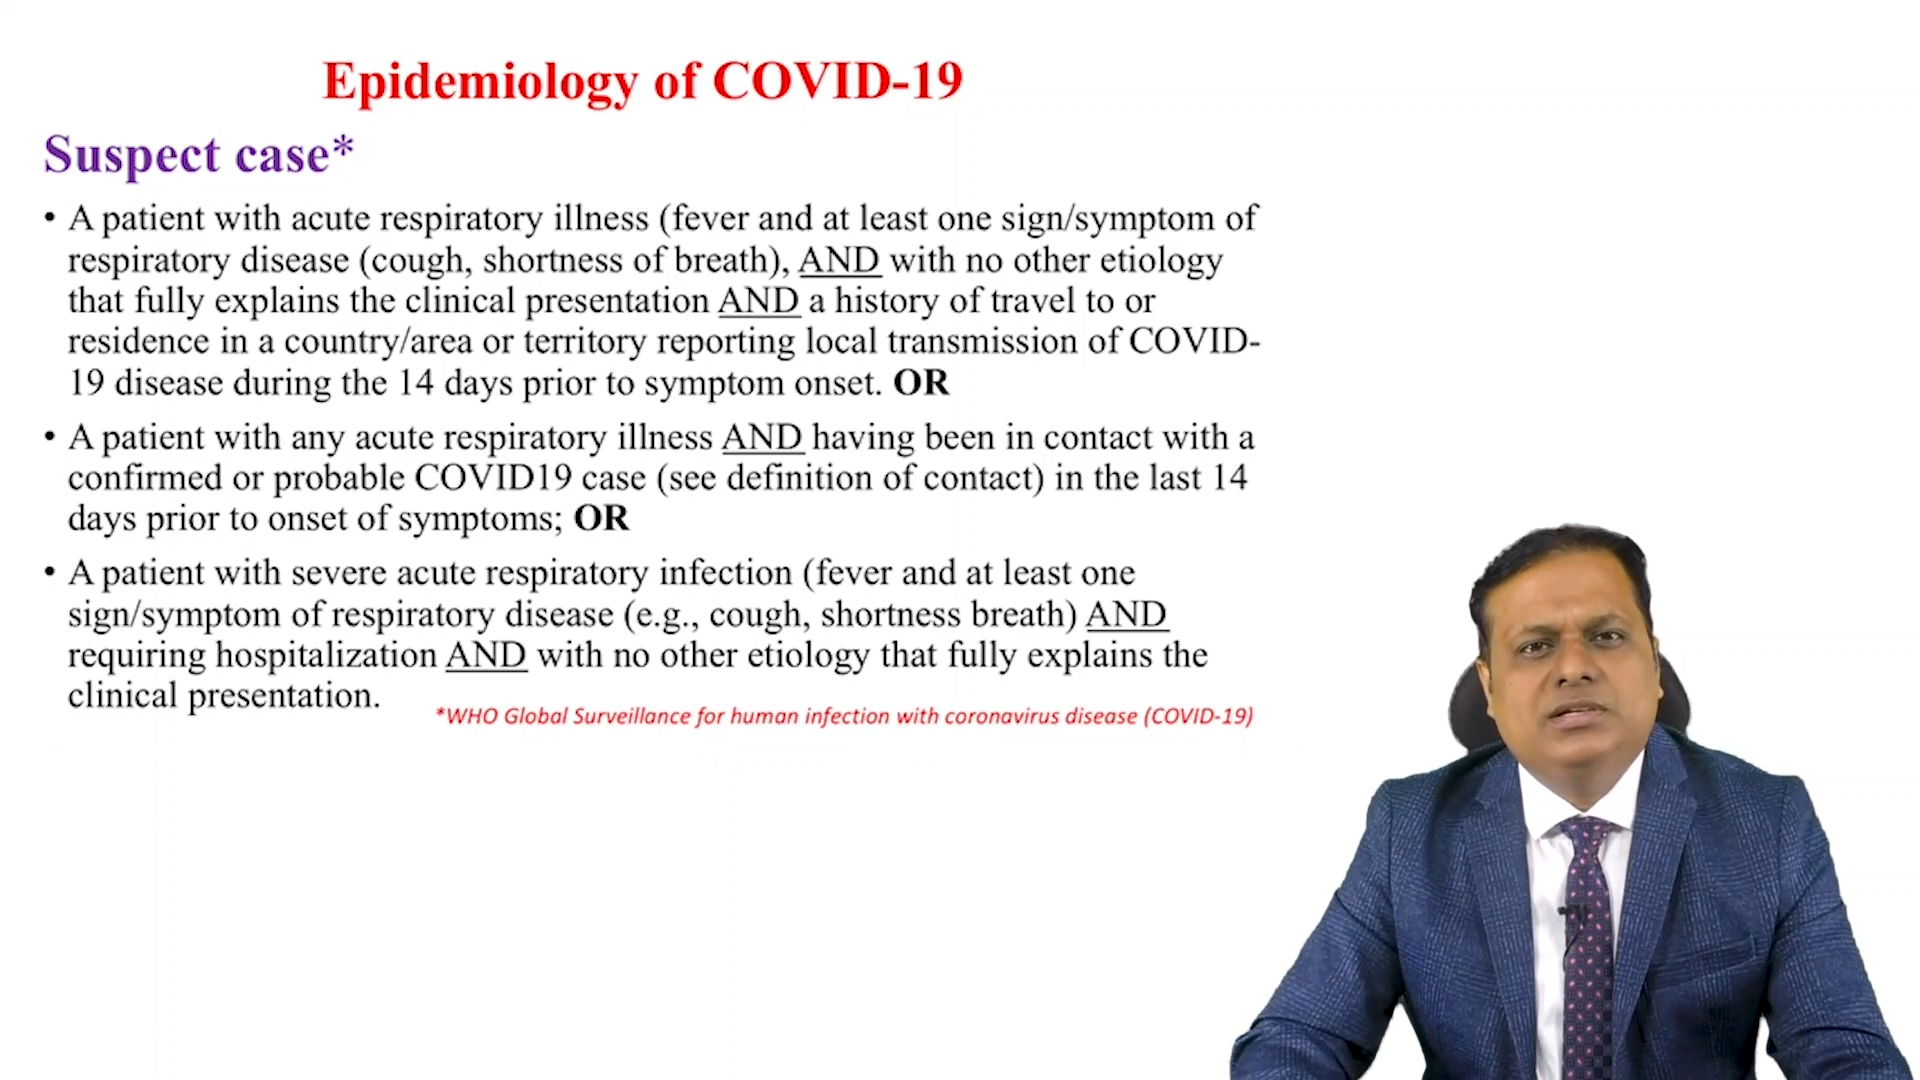 Epidemiology of COVID-19
Suspect case*
• A patient with acute respiratory illness (fever and at least one sign/symptom of
respiratory disease (cough, shortness of breath), AND with no other etiology
that fully explains the clinical presentation AND a history of travel to or
residence in a country/area or territory reporting local transmission of COVID-
19 disease during the 14 days prior to symptom onset. OR
• A patient with any acute respiratory illness AND having been in contact with a
confirmed or probable COVID19 case (see definition of contact) in the last 14
days prior to onset of symptoms; OR
• A patient with severe acute respiratory infection (fever and at least one
sign/symptom of respiratory disease (e.g., cough, shortness breath) AND
requiring hospitalization AND with no other etiology that fully explains the
clinical presentation.
*WHO Global Surveillance for human infection with coronavirus disease (COVID-19)